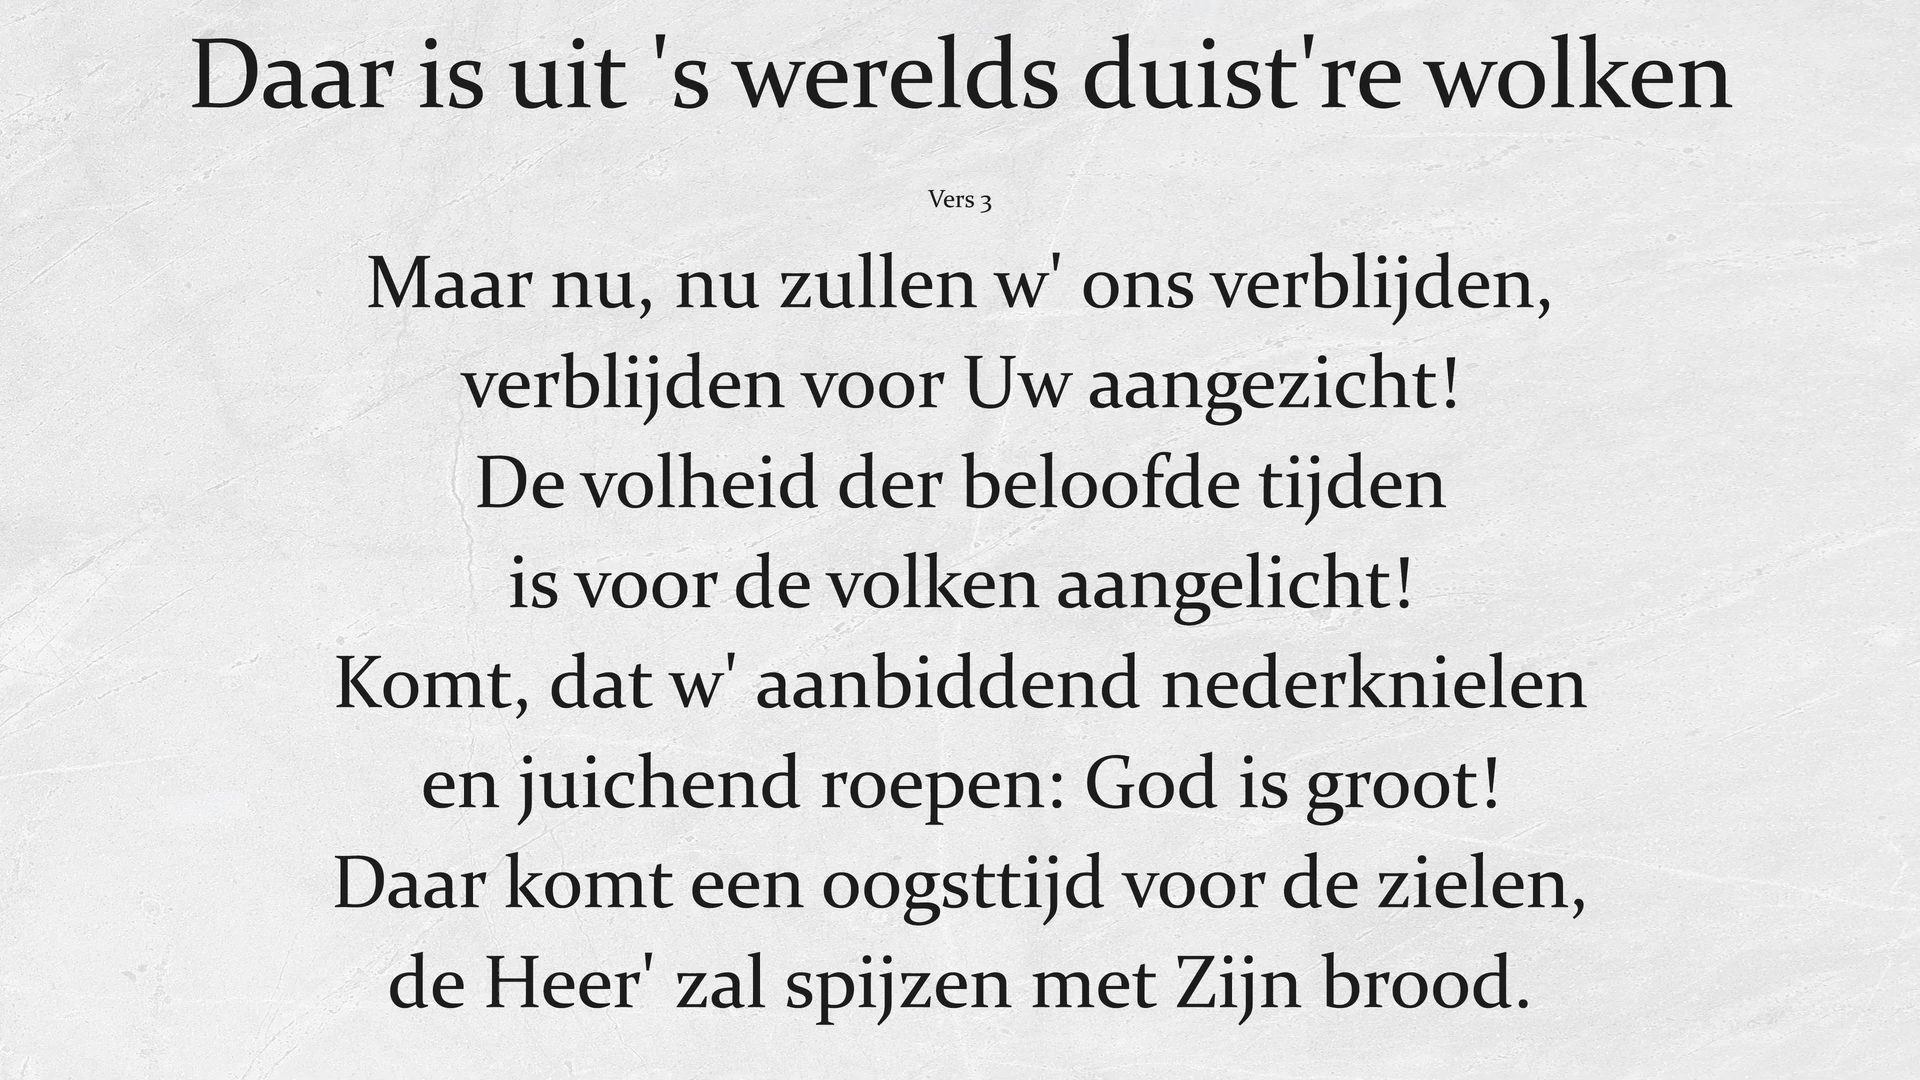 Daar is uit 's werelds duist're wolken
Vers 3
Maar nu, nu zullen w' ons verblijden,
verblijden voor Uw aangezicht!
De volheid der beloofde tijden
is voor de volken aangelicht!
Komt, dat w' aanbiddend nederknielen
en juichend roepen: God is groot!
Daar komt een oogsttijd voor de zielen,
de Heer' zal spijzen met Zijn brood.